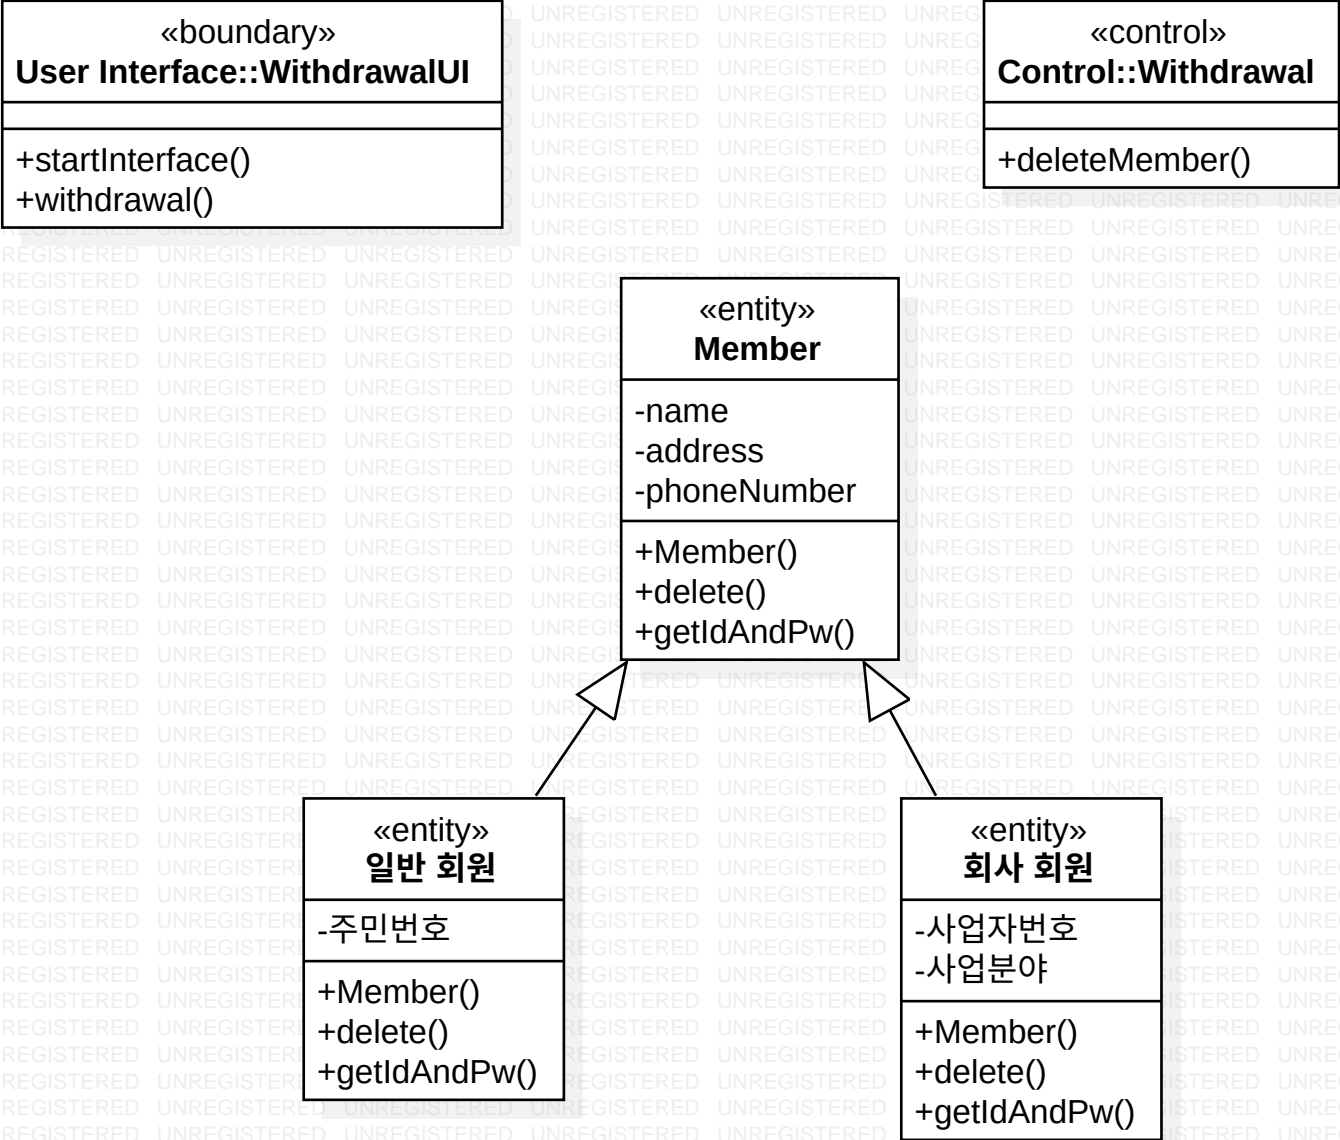 «boundary»
User Interface::WithdrawalUI
+startInterface()
+withdrawal()
«control»
Control::Withdrawal
+deleteMember()
«entity»
Member
-name
-address
-phoneNumber
+Member()
+delete()
+getIdAndPw()
«entity»
일반 회원
-주민번호
+Member()
+delete()
+getIdAndPw()
«entity»
회사 회원
-사업자번호
-사업분야
+Member()
+delete()
+getIdAndPw()
UNREGISTERED